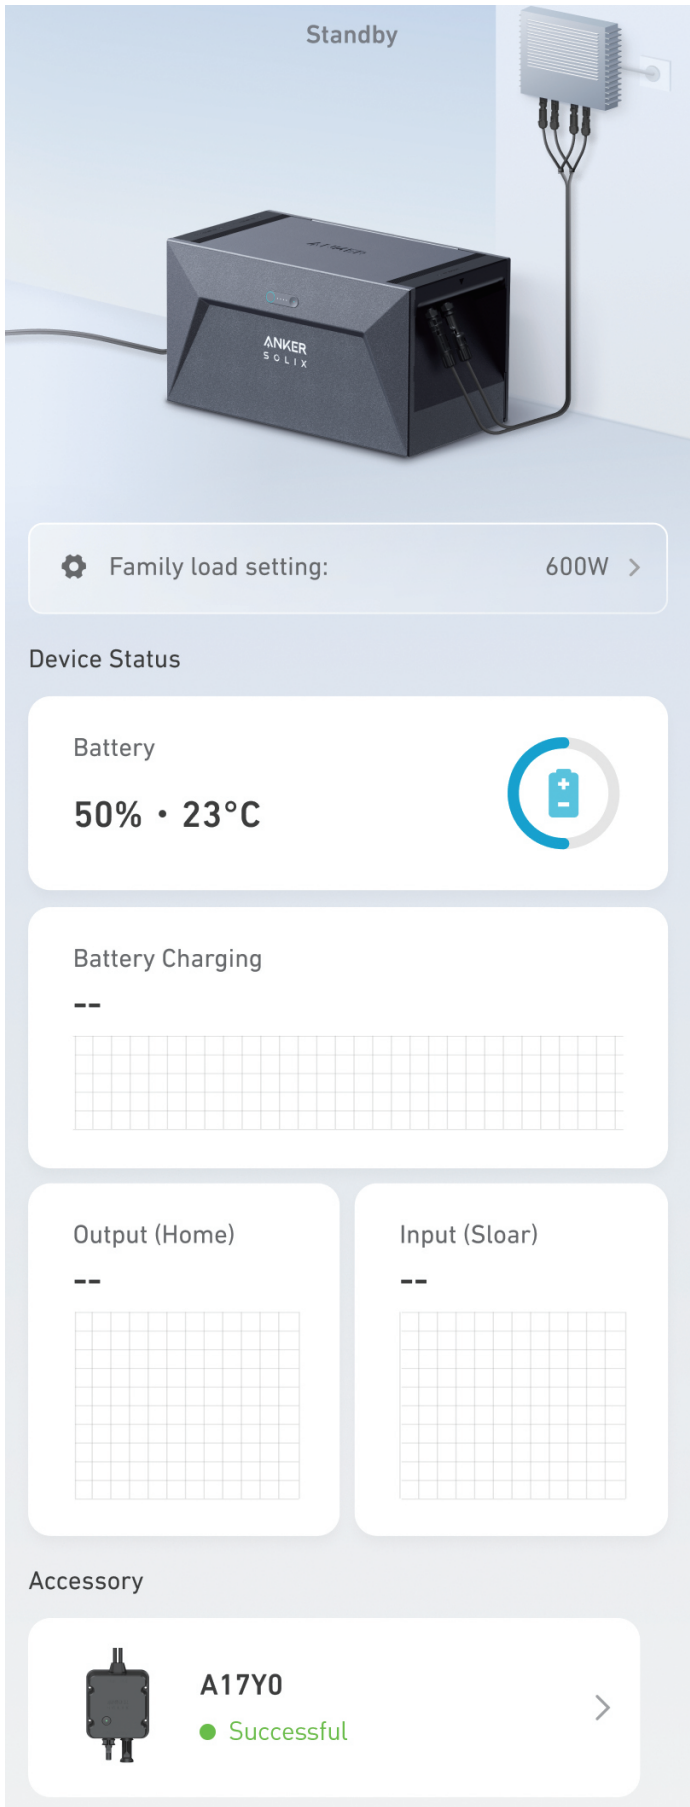 Standby
ANKER
ANKER
SOLIX
Family load setting:
600W
Device Status
Battery
50% · 23°C
Battery Charging
--
Output (Home)
--
Input (Sloar)
--
Accessory
A17Y0
Successful